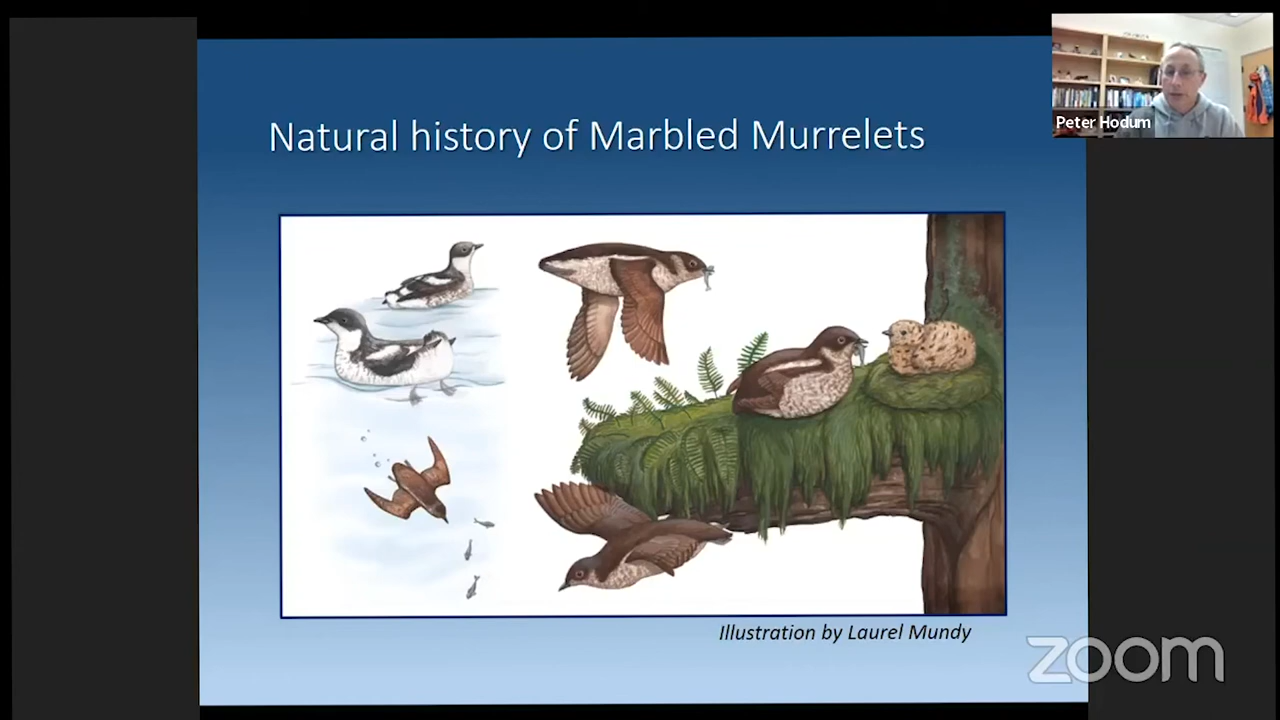 Natural history of Marbled Murrelets
Peter Hodum
Illustration by Laurel Mundy
zoom